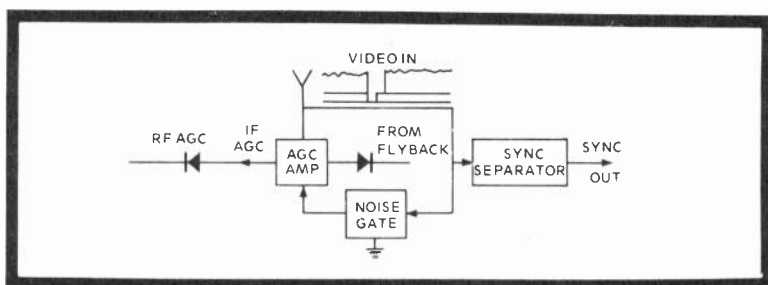 VIDEO IN
RF AGC
IF
AGC
AGC
AMP
FROM
FLYBACK
SYNC
SEPARATOR
SYNC
OUT
NOISE
GATE